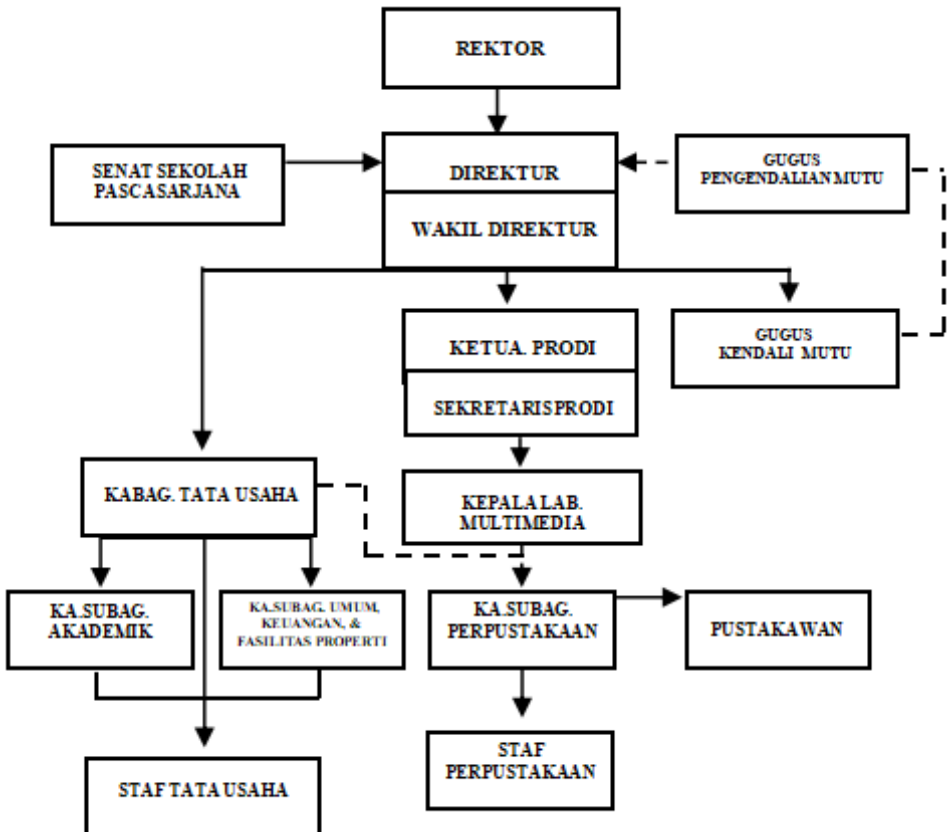 REKTOR
SENAT SEKOLAH
PASCASARJANA
DIREKTUR
WAKIL DIREKTUR
GUGUS
PENGENDALIAN MUTU
KETUA. PRODI
SEKRETARIS PRODI
GUGUS
KENDALI MUTU
KABAG. TATA USAHA
KEPALA LAB.
MULTIMEDIA
KA.SUBAG.
AKADEMIK
KA.SUBAG. UMUM,
KEUANGAN, &
FASILITAS PROPERTI
KA.SUBAG.
PERPUSTAKAAN
PUSTAKAWAN
STAF TATA USAHA
STAF
PERPUSTAKAAN